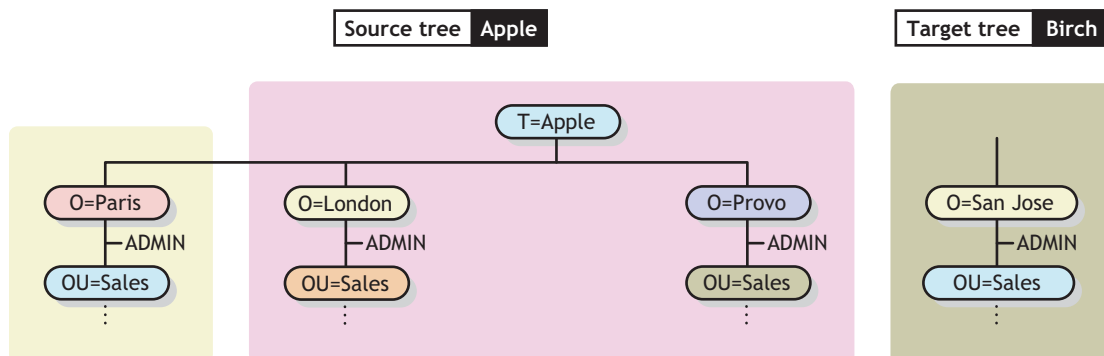 Source tree Apple
Target tree Birch
T=Apple
O=Paris
O=London
O=Provo
O=San Jose
ADMIN
ADMIN
ADMIN
ADMIN
OU=Sales
OU=Sales
OU=Sales
OU=Sales